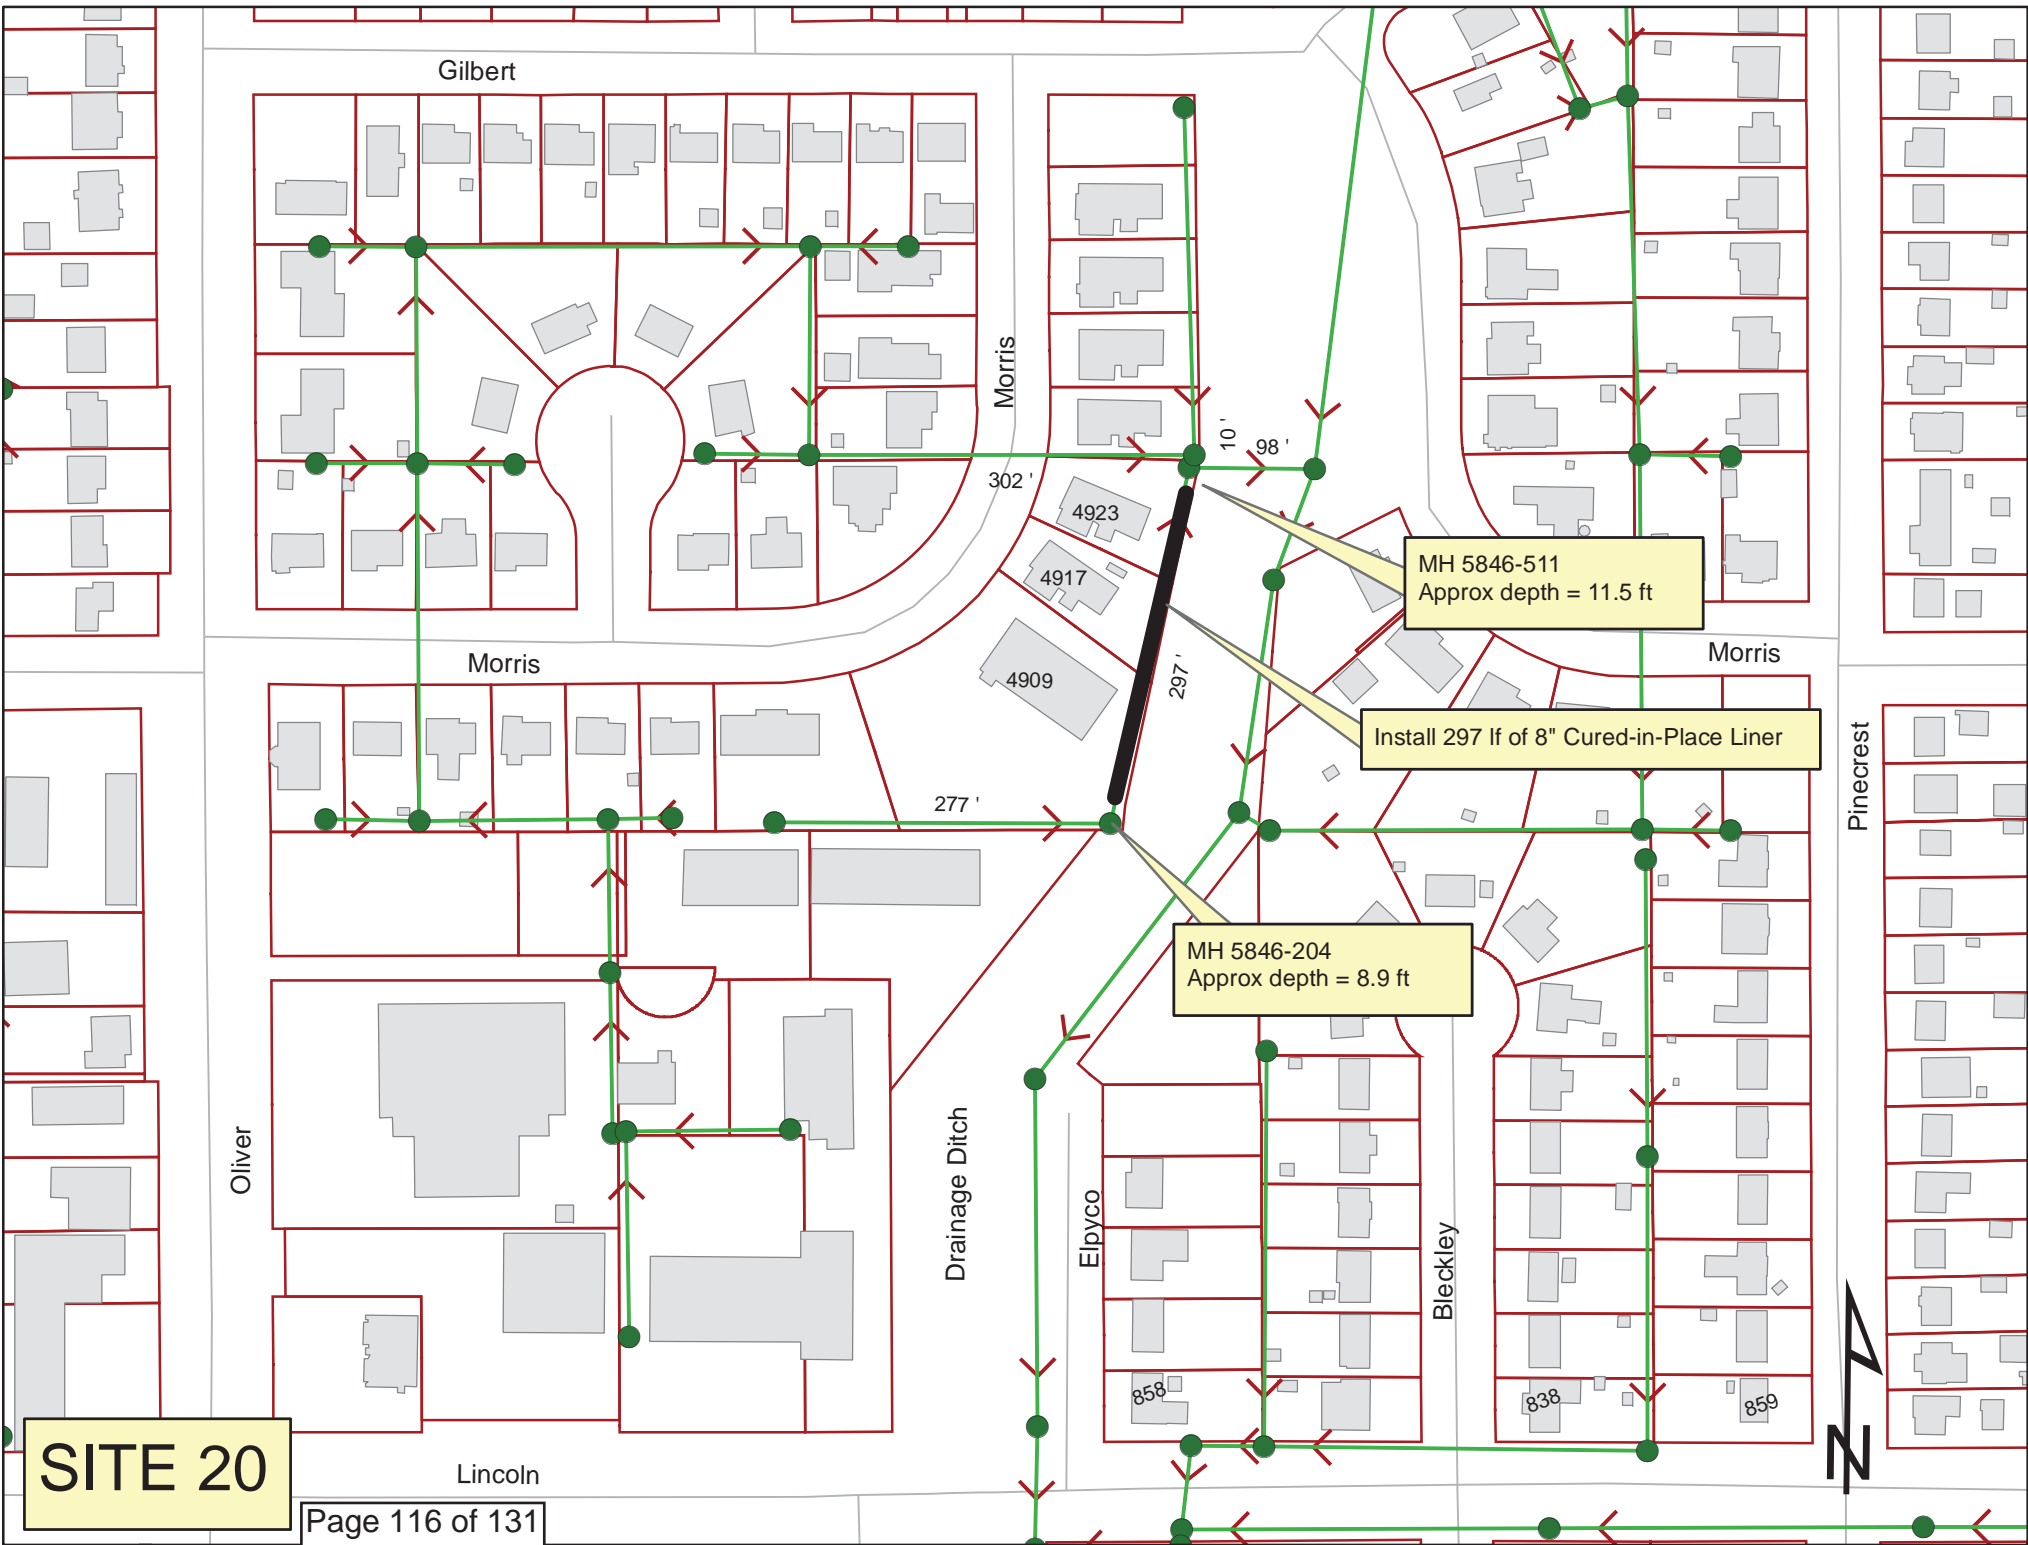 Gilbert
Morris
10 '
98 '
302 '
4923
4917
MH 5846-511
Approx depth = 11.5 ft
Morris
4909
297 '
Morris
Install 297 lf of 8" Cured-in-Place Liner
Pinecrest
277 '
MH 5846-204
Approx depth = 8.9 ft
Oliver
Drainage Ditch
Elpyco
Bleckley
858
838
859
SITE 20
Lincoln
N
Page 116 of 131